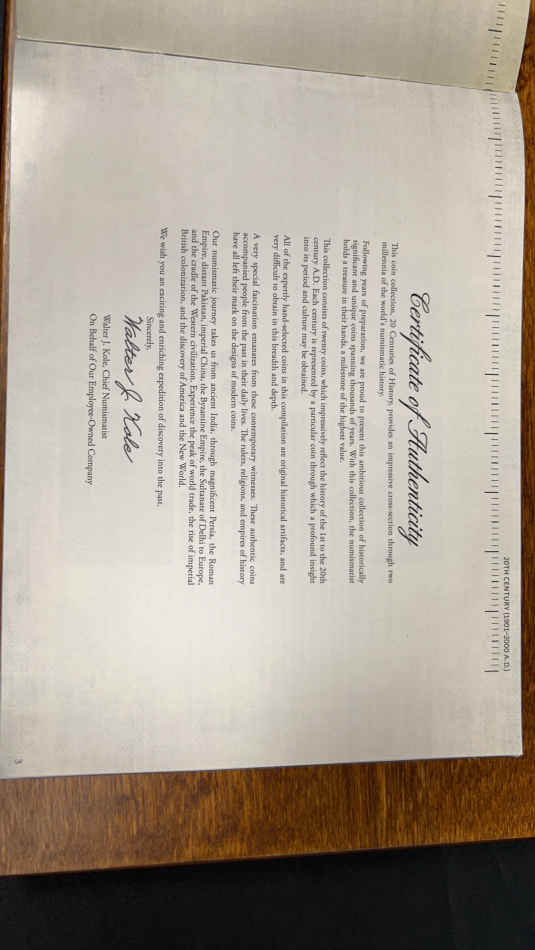 20TH CENTURY (1901–2000 A.D.)
Certificate of Authenticity
This coin collection, 20 Centuries of History, provides an impressive cross-section through two
millennia of the world's numismatic history.
Following years of preparation, we are proud to present this ambitious collection of historically
significant and unique coins spanning thousands of years. With this collection, the numismatist
holds a treasure in their hands, a milestone of the highest value.
This collection consists of twenty coins, which impressively reflect the history of the 1st to the 20th
century A.D. Each century is represented by a particular coin through which a profound insight
into its period and culture may be obtained.
All of the expertly hand-selected coins in this compilation are original historical artifacts, and are
very difficult to obtain in this breadth and depth.
A very special fascination emanates from these contemporary witnesses. These authentic coins
accompanied people from the past in their daily lives. The rulers, religions, and empires of history
have all left their mark on the designs of modern coins.
Our numismatic journey takes us from ancient India, through magnificent Persia, the Roman
Empire, distant Pakistan, imperial China, the Byzantine Empire, the Sultanate of Delhi to Europe,
and the cradle of the Western civilization. Experience the peak of world trade, the rise of imperial
British colonization, and the discovery of America and the New World.
We wish you an exciting and enriching expedition of discovery into the past.
Sincerely,
Walter J. Kole
Walter J. Kole, Chief Numismatist
On Behalf of Our Employee-Owned Company
3